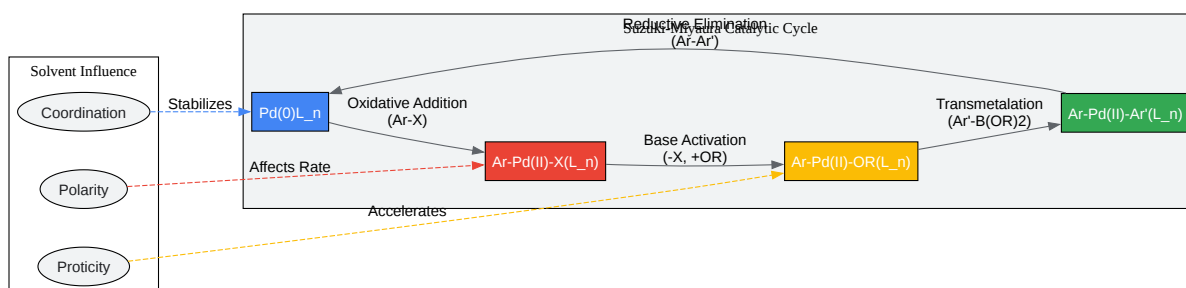 Reductive Elimination
(Ar-Ar')
Suzuki-Miyaura Catalytic Cycle
Solvent Influence
Coordination
Stabilizes
Pd(0)L_n
Oxidative Addition
(Ar-X)
Transmetalation
(Ar'-B(OR)2)
Ar-Pd(II)-Ar'(L_n)
Base Activation
(-X, +OR)
Ar-Pd(II)-X(L_n)
Ar-Pd(II)-OR(L_n)
Polarity
Affects Rate
Accelerates
Proticity